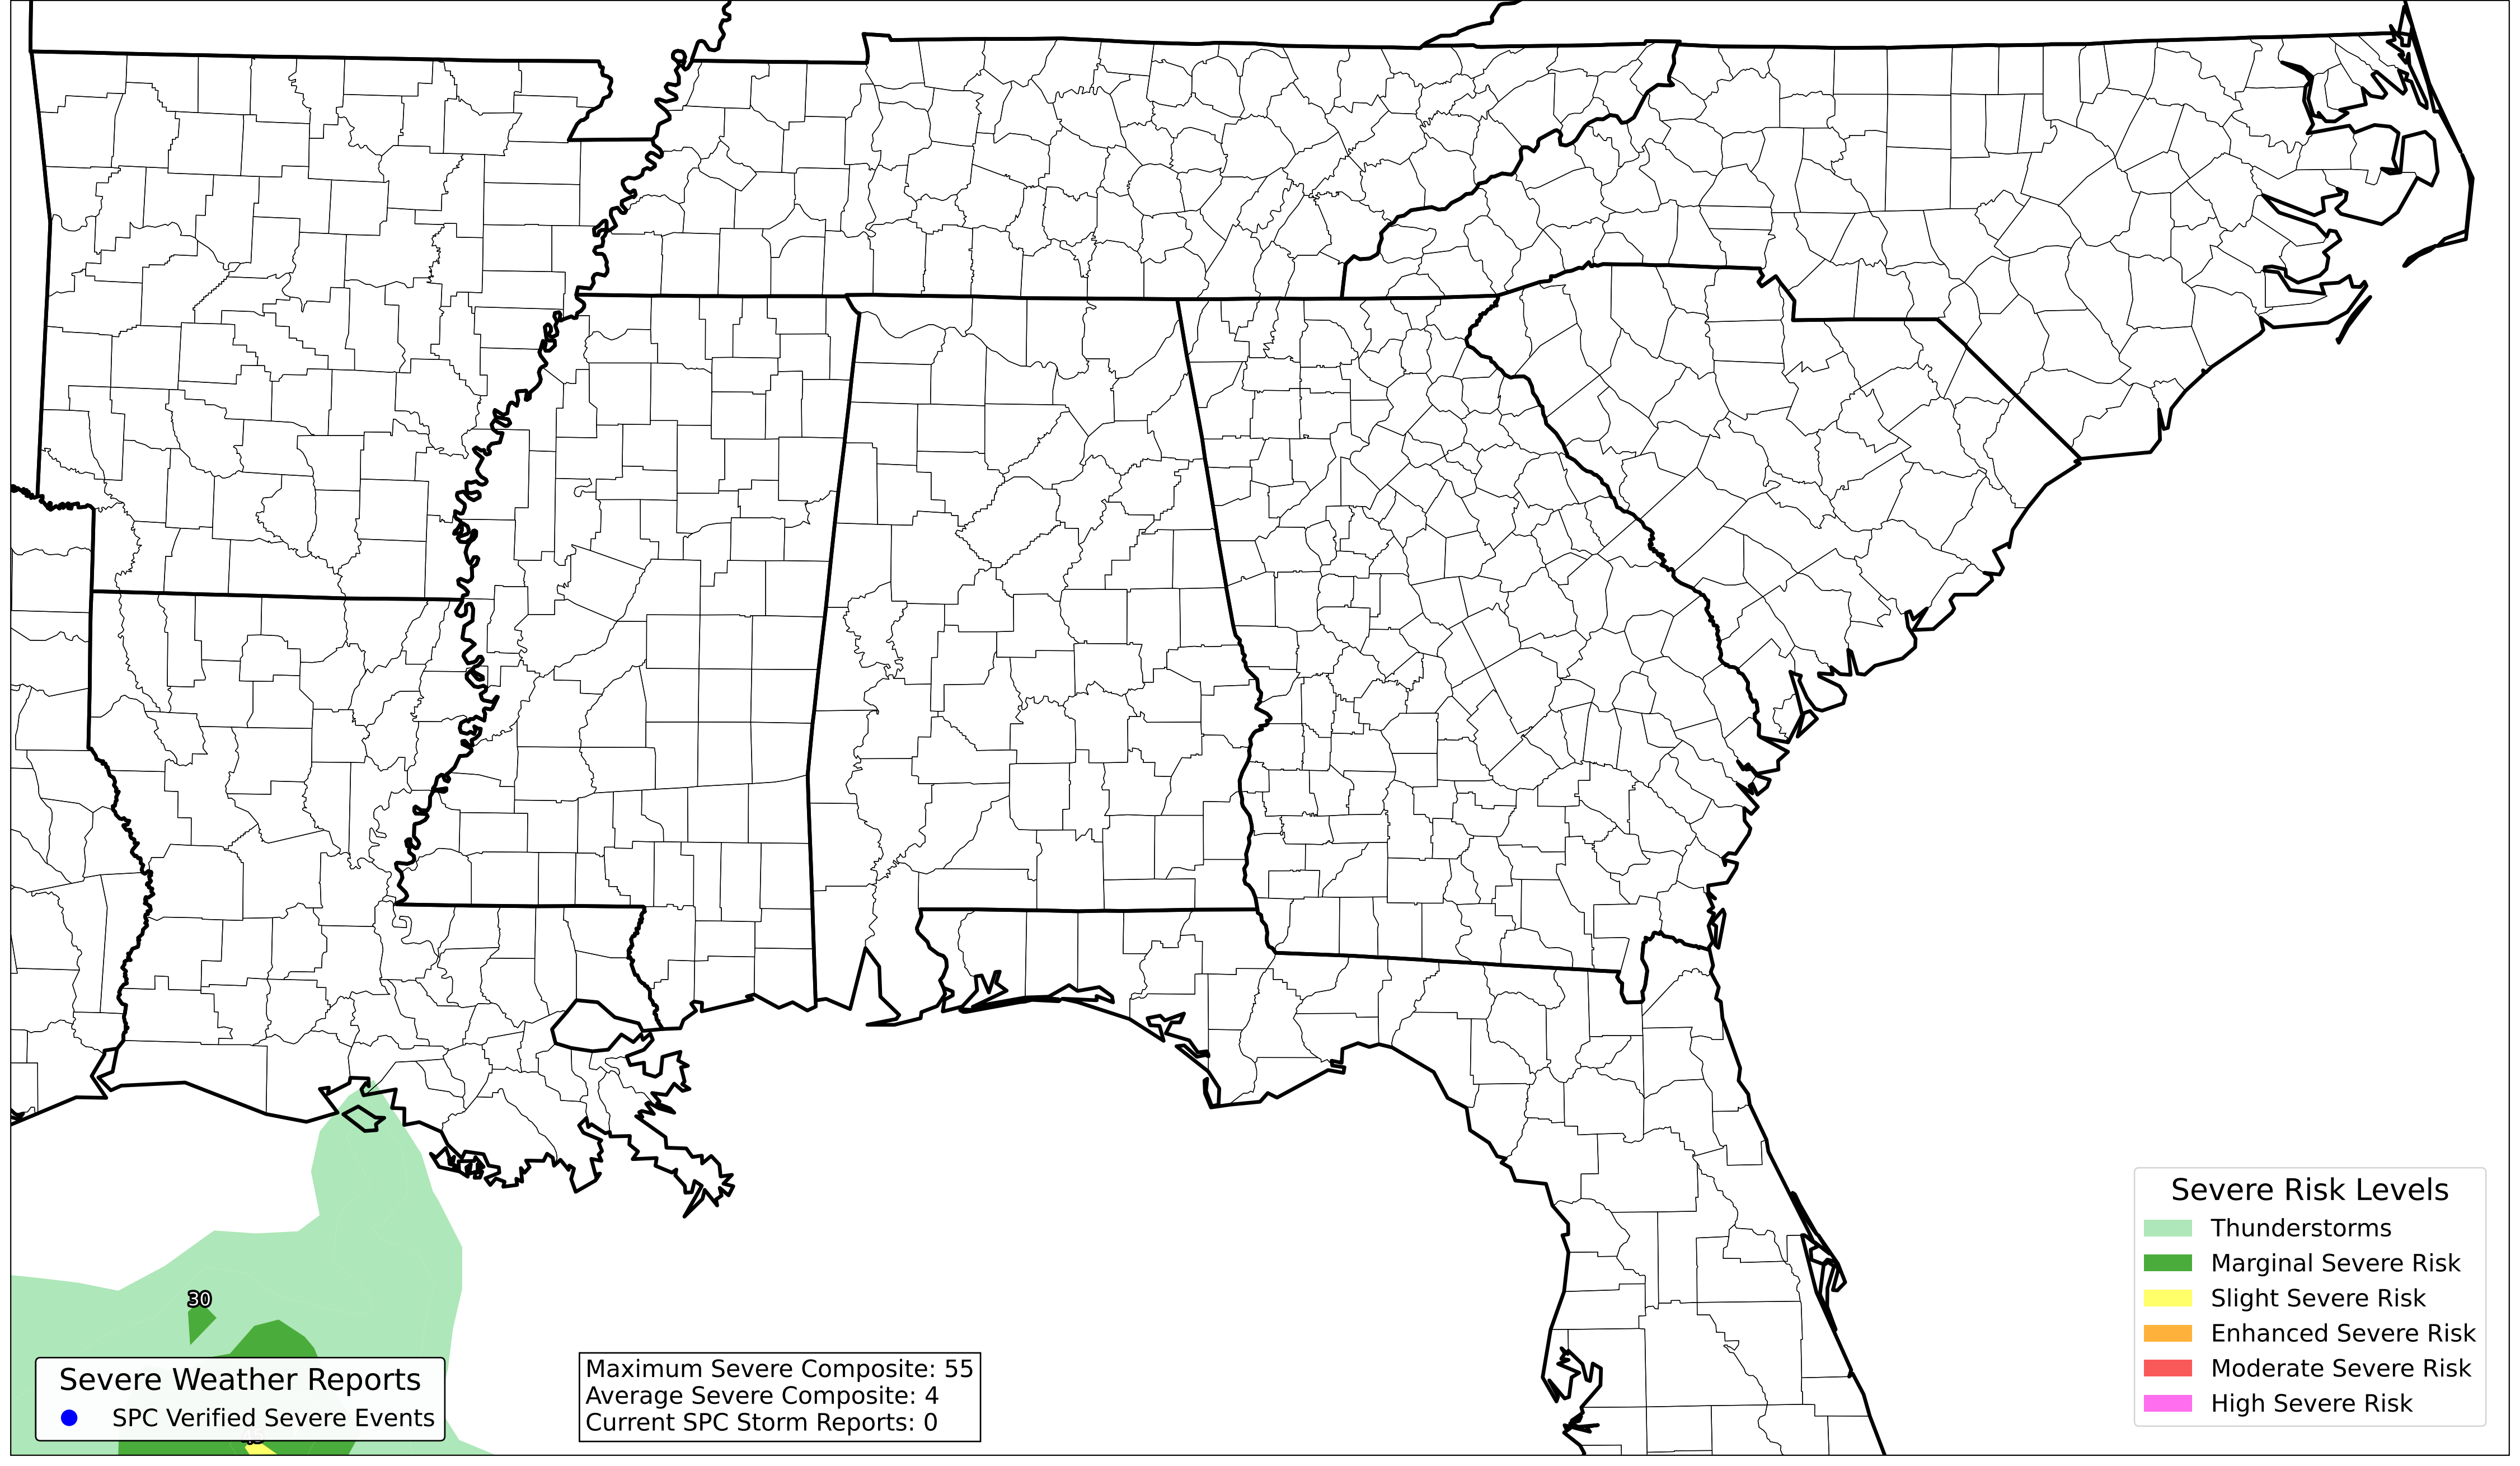 30
Severe Weather Reports
SPC Verified Severe Events
Maximum Severe Composite: 55
Average Severe Composite: 4
Current SPC Storm Reports: 0
Severe Risk Levels
Thunderstorms
Marginal Severe Risk
Slight Severe Risk
Enhanced Severe Risk
Moderate Severe Risk
High Severe Risk